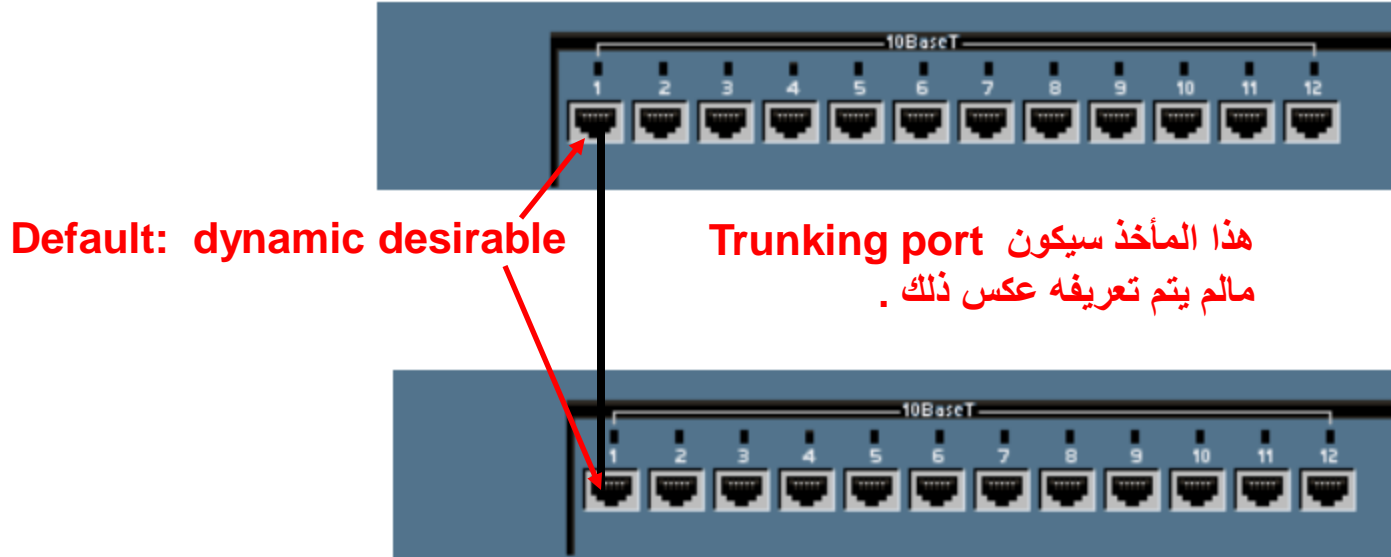 10BaseT
1 2 3 4 5 6 7 8 9 10 11 12
Default: dynamic desirable
هذا المأخذ سيكون Trunking port
مالم يتم تعريفه عكس ذلك .
10BaseT
1 2 3 4 5 6 7 8 9 10 11 12